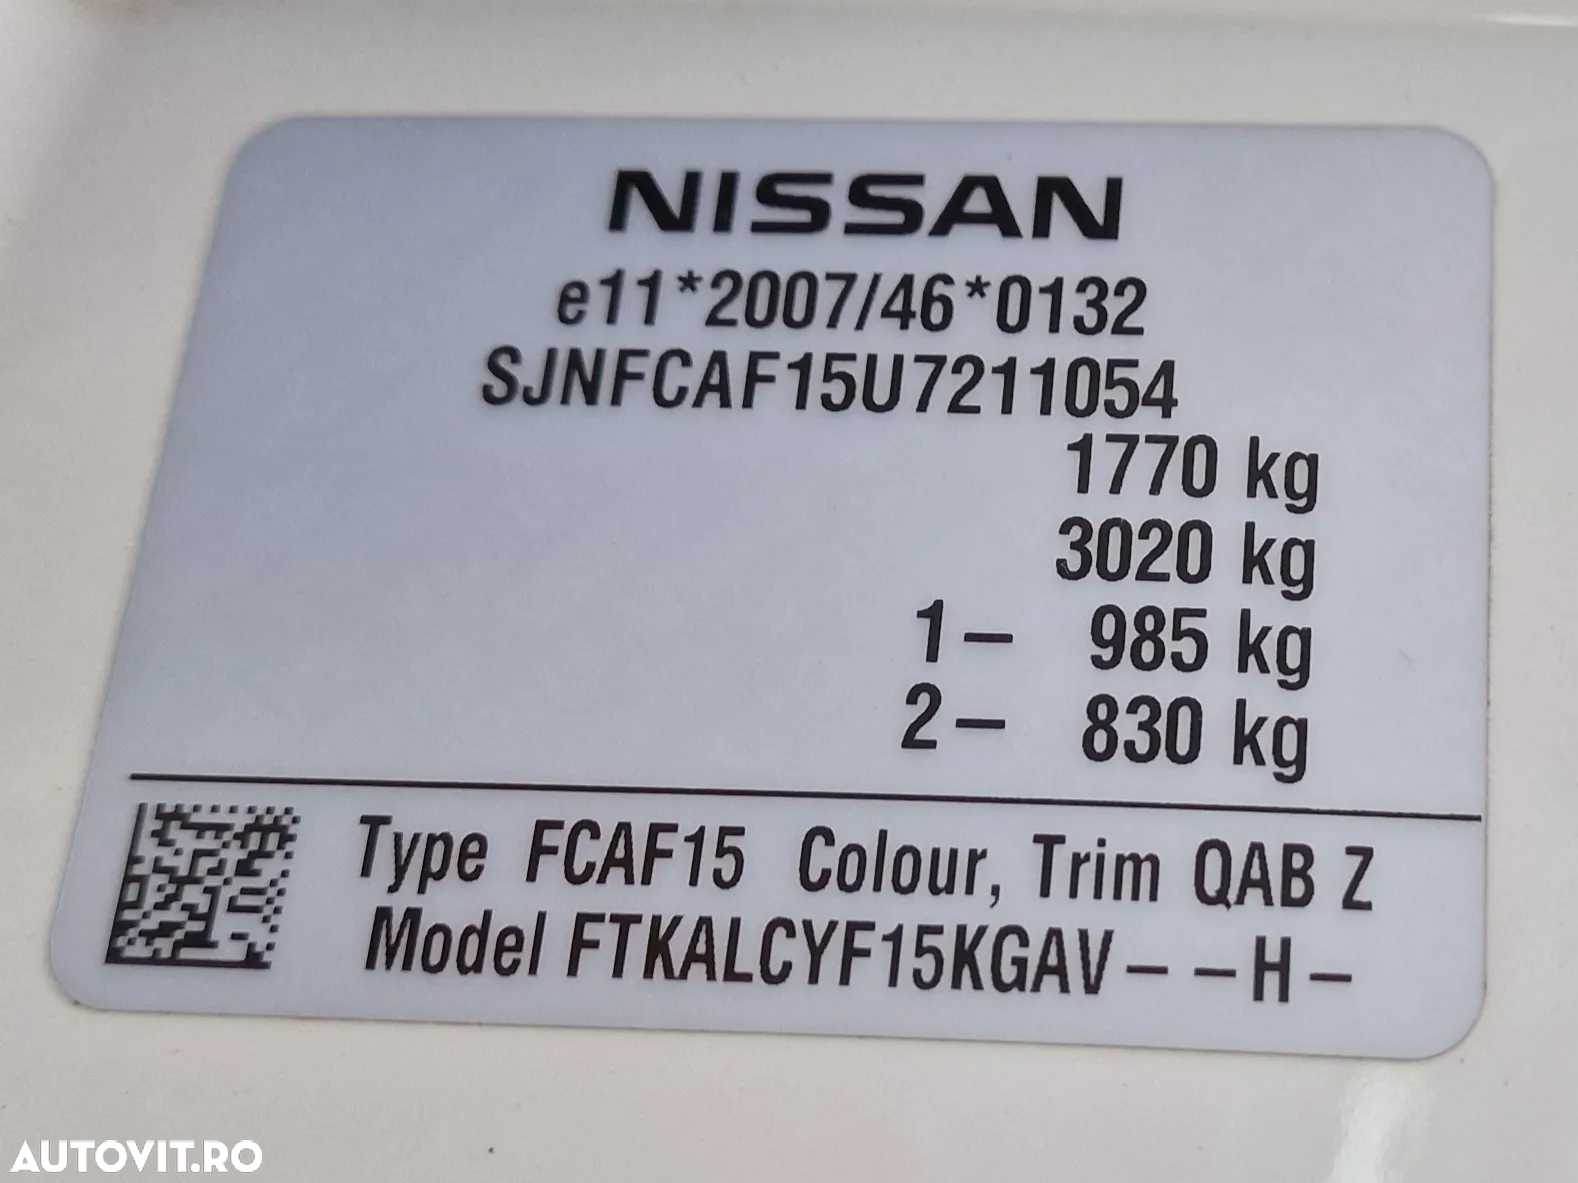 NISSAN
e11*2007/46*0132
SJNFCAF15U7211054
1770 kg
3020 kg
1– 985 kg
2– 830 kg
Type FCAF15 Colour, Trim QAB Z
Model FTKALCYF15KGAV– –H–
AUTOVIT.RO